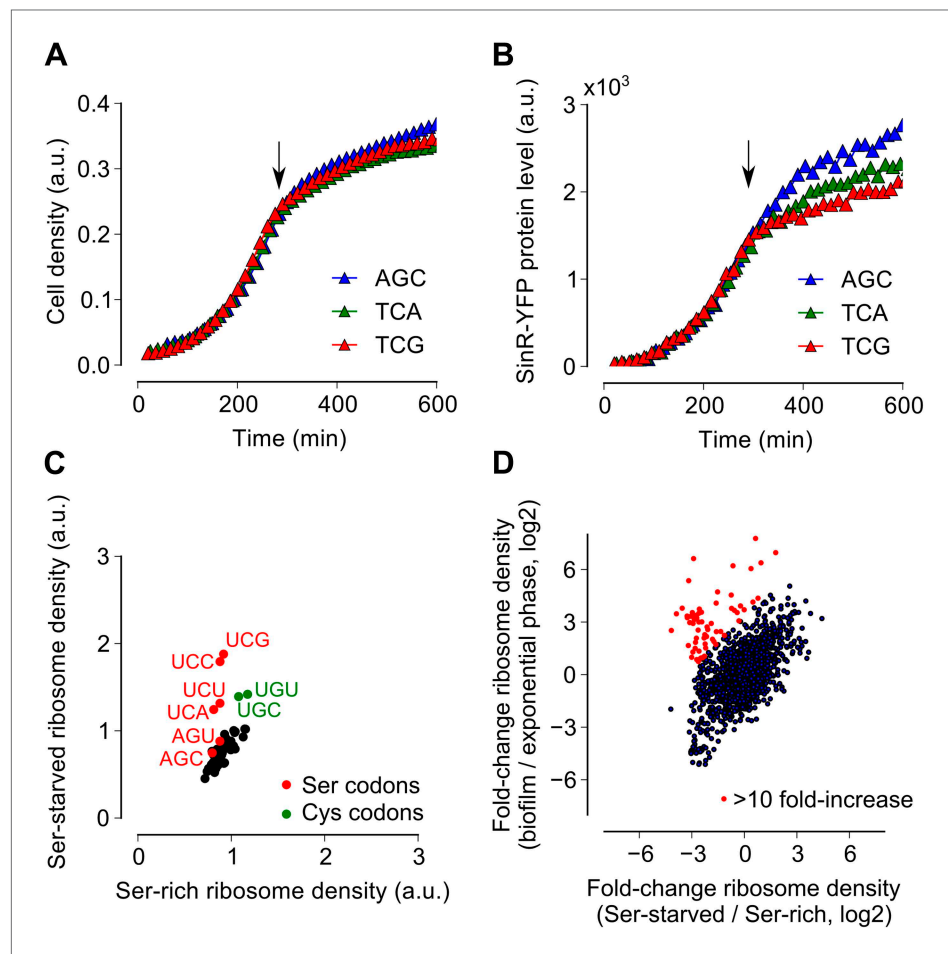 A
Cell density (a.u.)
0.4
0.3
0.2
0.1
0.0
AGC
TCA
TCG
0
200
400
600
Time (min)
B
x10³
SinR-YFP protein level (a.u.)
3
2
1
0
AGC
TCA
TCG
0
200
400
600
Time (min)
C
Ser-starved ribosome density (a.u.)
3
2
1
0
UCG
UCC
UCU
UGU
UCA
UGC
AGU
AGC
Ser codons
Cys codons
0
1
2
3
Ser-rich ribosome density (a.u.)
D
Fold-change ribosome density
(biofilm / exponential phase, log2)
6
3
0
−3
−6
>10 fold-increase
−6
−3
0
3
6
Fold-change ribosome density
(Ser-starved / Ser-rich, log2)